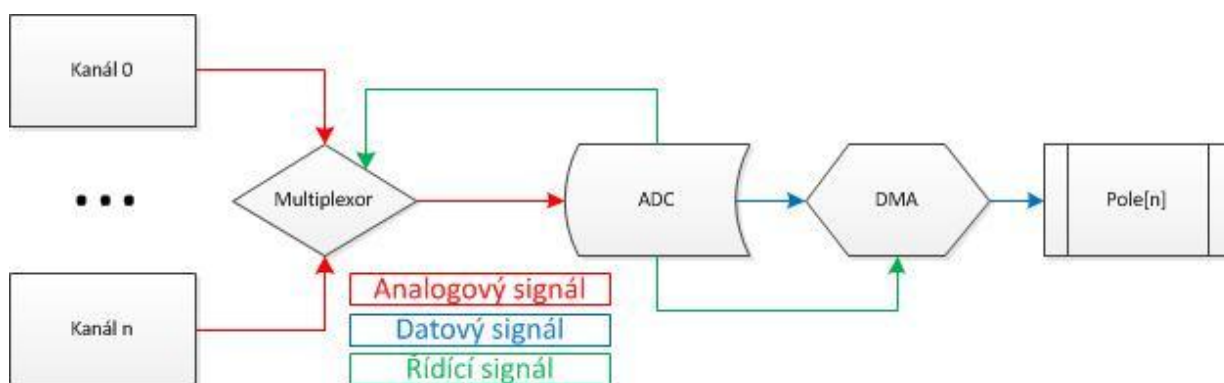 Kanál 0
Multiplexor
ADC
DMA
Pole[n]
Kanál n
Analogový signál
Datový signál
Řídící signál